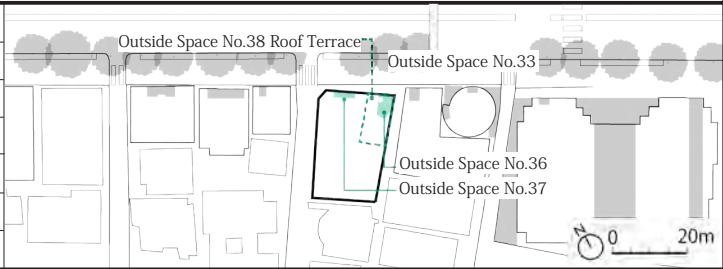 Outside Space No.38 Roof Terrace
Outside Space No.33
Outside Space No.36
Outside Space No.37
N
0 20m